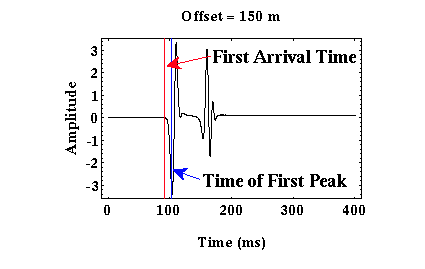 Offset = 150 m
3
First Arrival Time
2
1
Amplitude
0
-1
-2
Time of First Peak
-3
0 100 200 300 400
Time (ms)